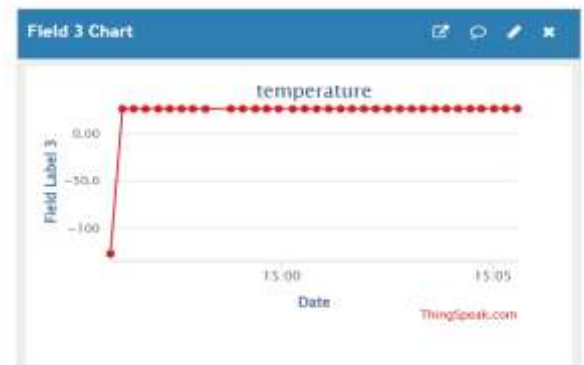 Field 3 Chart
temperature
0.00
−50.0
−100
Field Label 3
15:00
15:05
Date
ThingSpeak.com